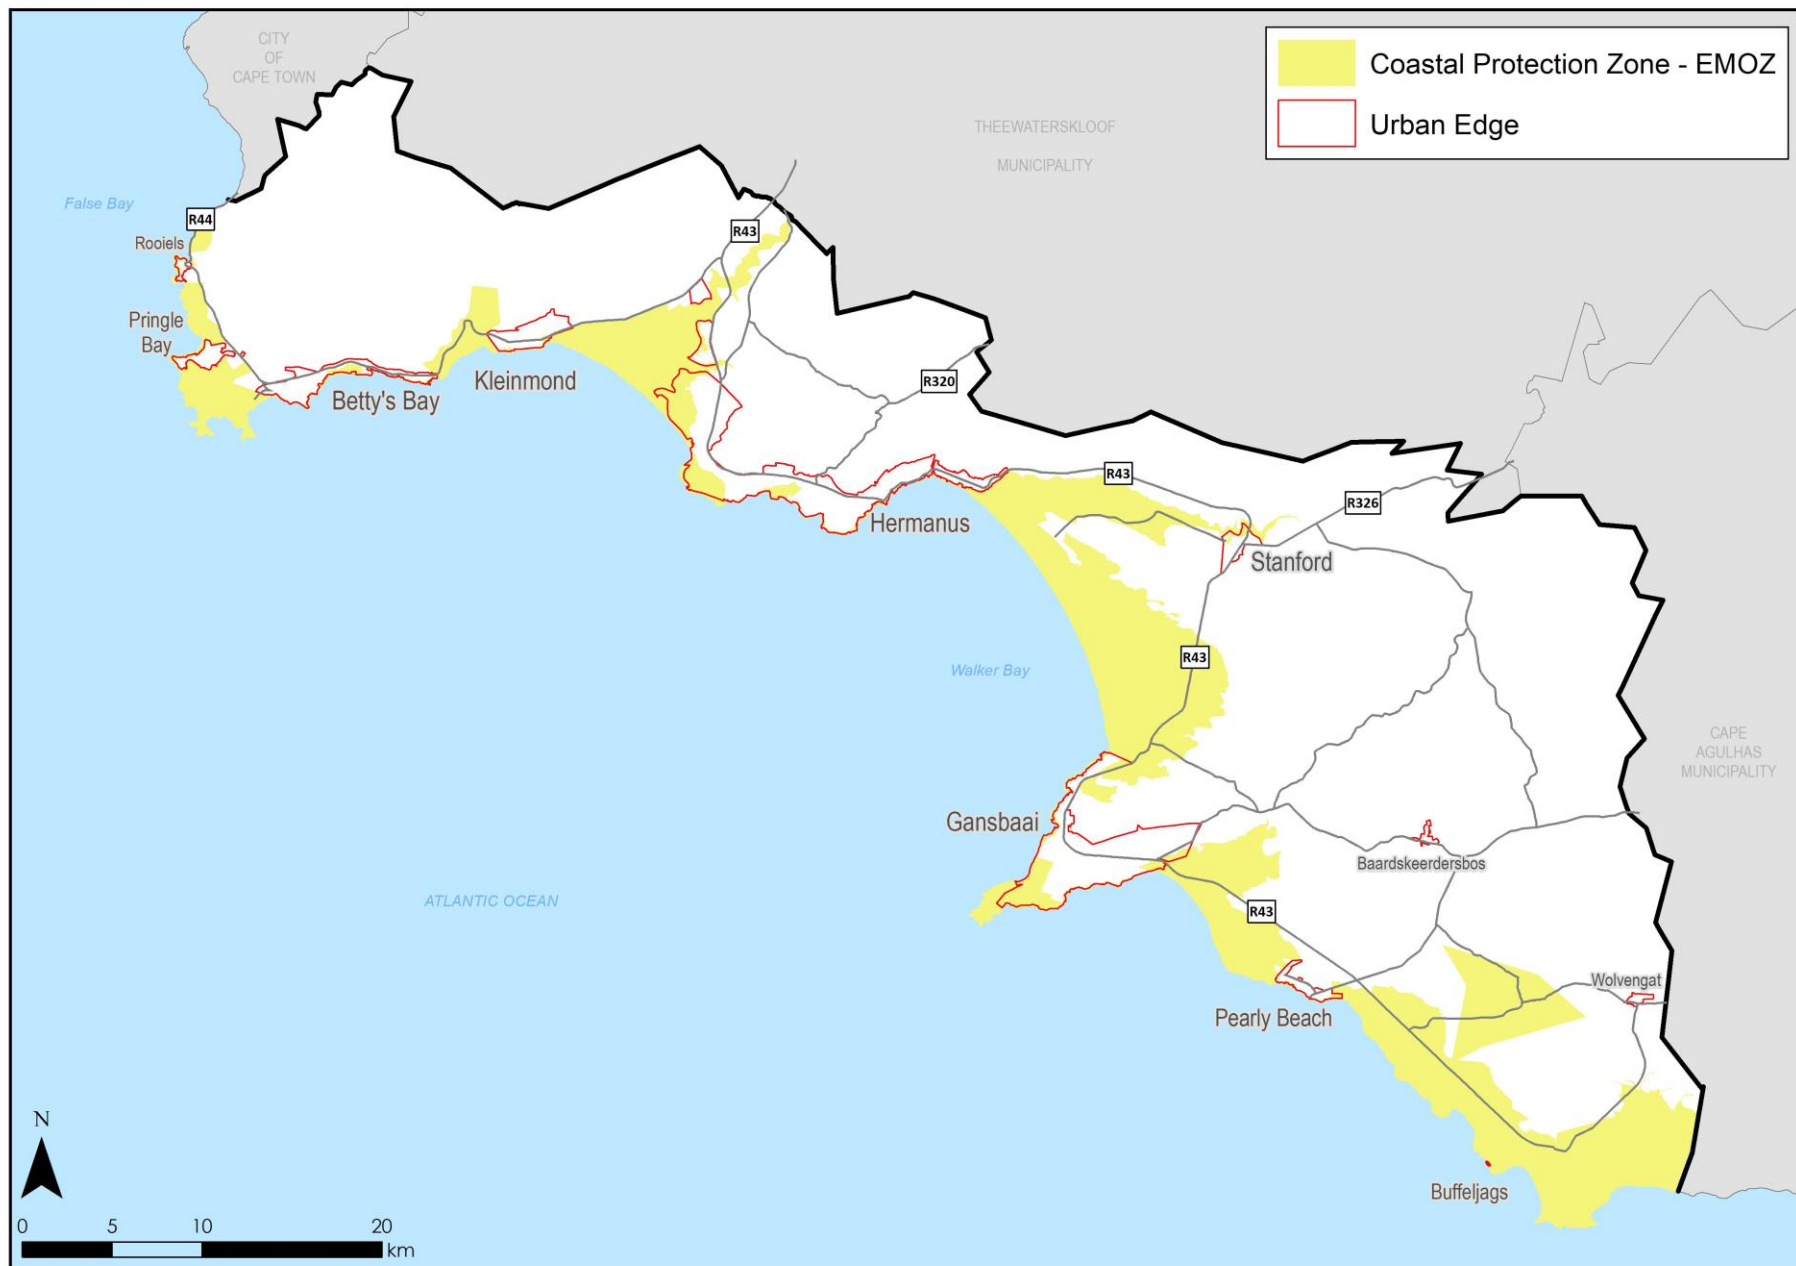 CITY
OF
CAPE TOWN
Coastal Protection Zone - EMOZ
Urban Edge
THEEWATERSKLOOF
MUNICIPALITY
False Bay
R44
R43
Rooiels
Pringle
Bay
Betty's Bay
Kleinmond
R320
R43
R326
Hermanus
Stanford
R43
Walker Bay
CAPE
AGULHAS
MUNICIPALITY
Gansbaai
Baardskeerdersbos
ATLANTIC OCEAN
R43
Wolvengat
Pearly Beach
Buffeljags
N
0 5 10 20
km